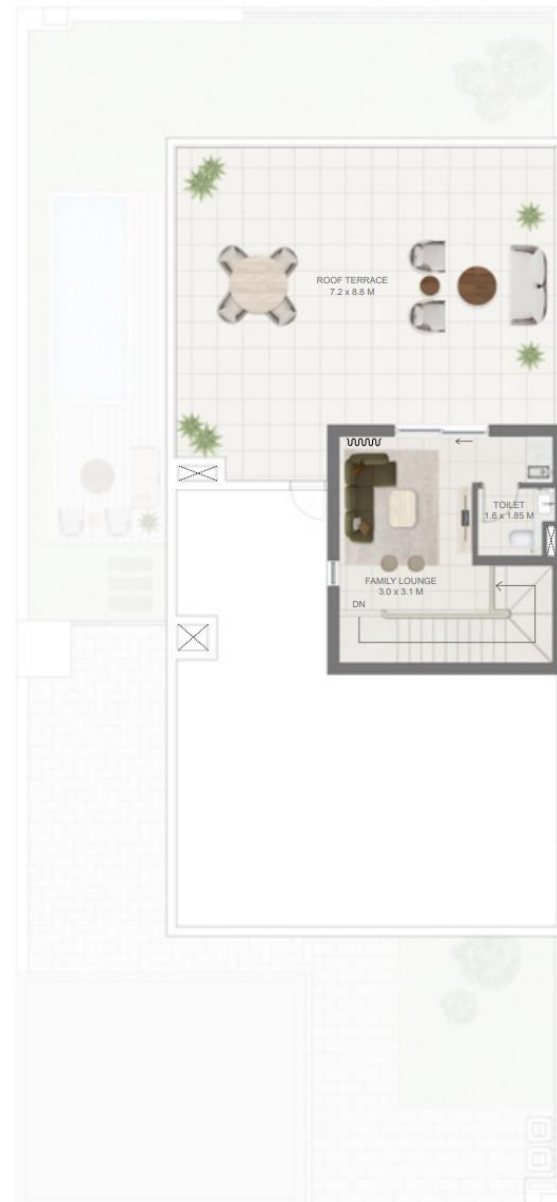 ROOF TERRACE
7.2 x 8.8 M
TOILET
1.6 x 1.85 M
FAMILY LOUNGE
3.0 x 3.1 M
DN